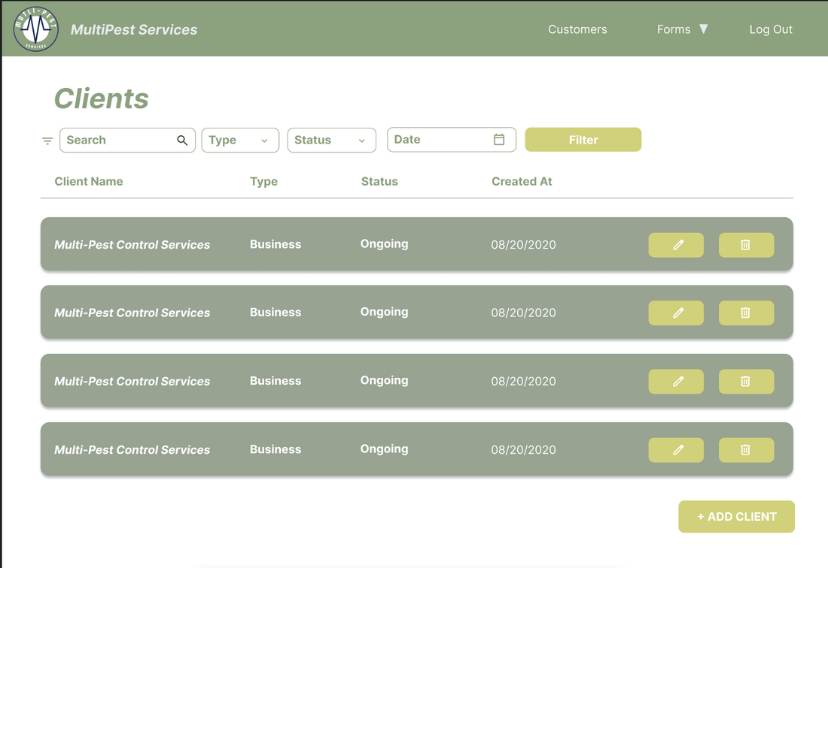 MULTI-PEST
SERVICES
MultiPest Services
Customers
Forms ▼
Log Out
Clients
Search
Type
Status
Date
Filter
Client Name Type Status Created At
Multi-Pest Control Services Business Ongoing 08/20/2020
Multi-Pest Control Services Business Ongoing 08/20/2020
Multi-Pest Control Services Business Ongoing 08/20/2020
Multi-Pest Control Services Business Ongoing 08/20/2020
+ ADD CLIENT